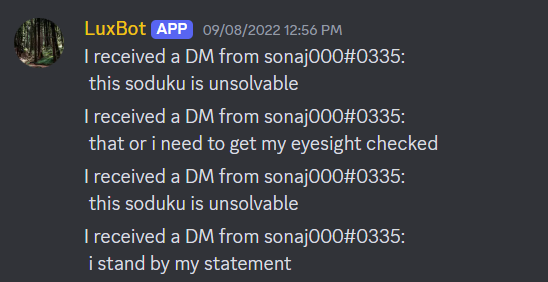 LuxBot APP 09/08/2022 12:56 PM
I received a DM from sonaj000#0335:
this soduku is unsolvable
I received a DM from sonaj000#0335:
that or i need to get my eyesight checked
I received a DM from sonaj000#0335:
this soduku is unsolvable
I received a DM from sonaj000#0335:
i stand by my statement